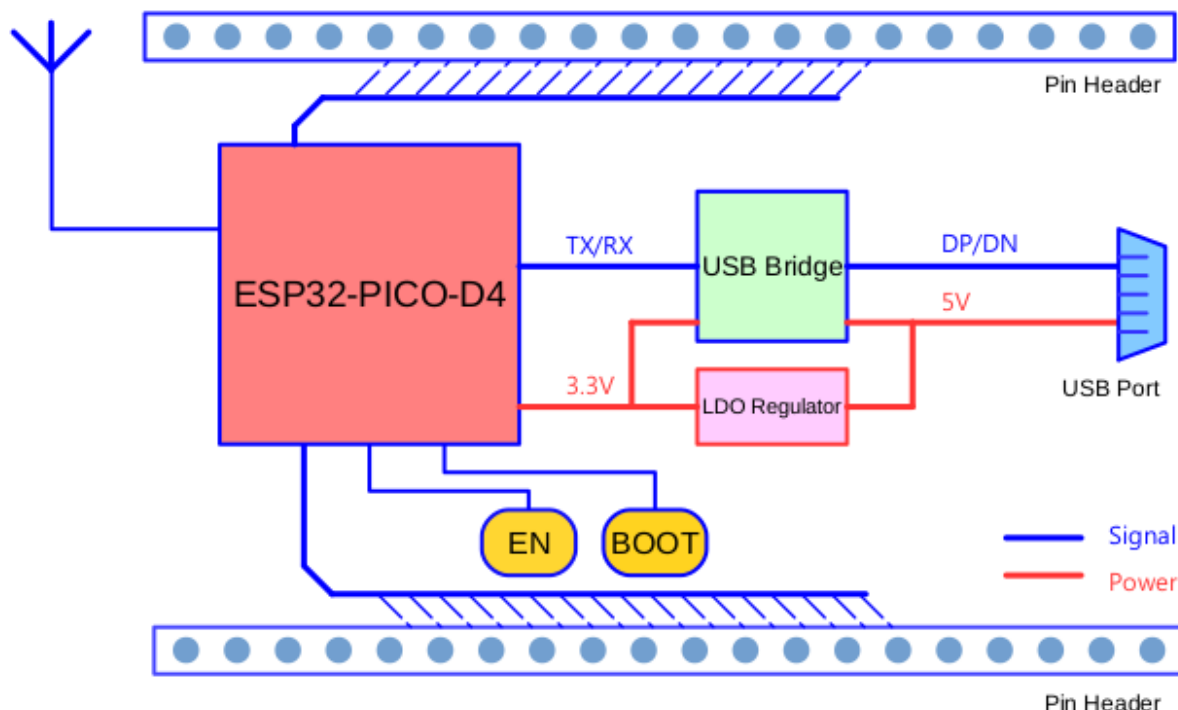 Pin Header
TX/RX
DP/DN
USB Bridge
ESP32-PICO-D4
5V
3.3V
LDO Regulator
USB Port
EN
BOOT
Signal
Power
Pin Header